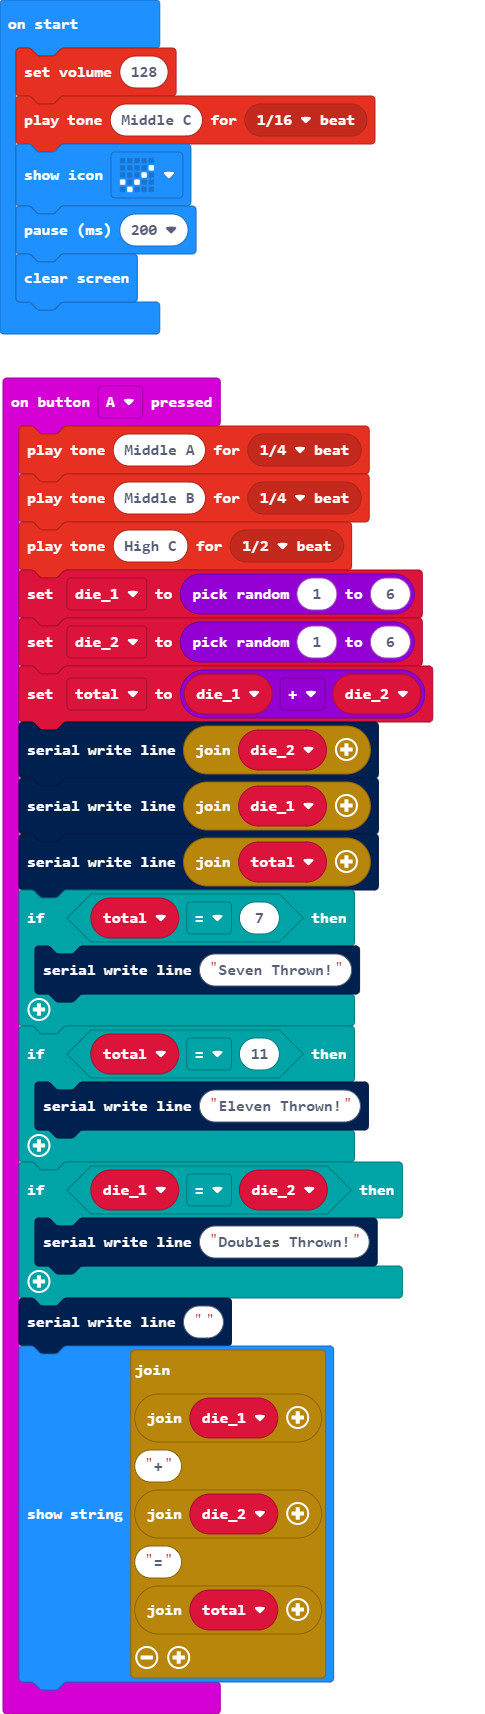 on start
set volume 128
play tone Middle C for 1/16 beat
show icon
pause (ms) 200
clear screen
on button A pressed
play tone Middle A for 1/4 beat
play tone Middle B for 1/4 beat
play tone High C for 1/2 beat
set die_1 to pick random 1 to 6
set die_2 to pick random 1 to 6
set total to die_1 + die_2
serial write line join die_2
serial write line join die_1
serial write line join total
if total = 7 then
serial write line "Seven Thrown!"
if total = 11 then
serial write line "Eleven Thrown!"
if die_1 = die_2 then
serial write line "Doubles Thrown!"
serial write line " "
join
join die_1
"+"
join die_2
show string
"="
join total